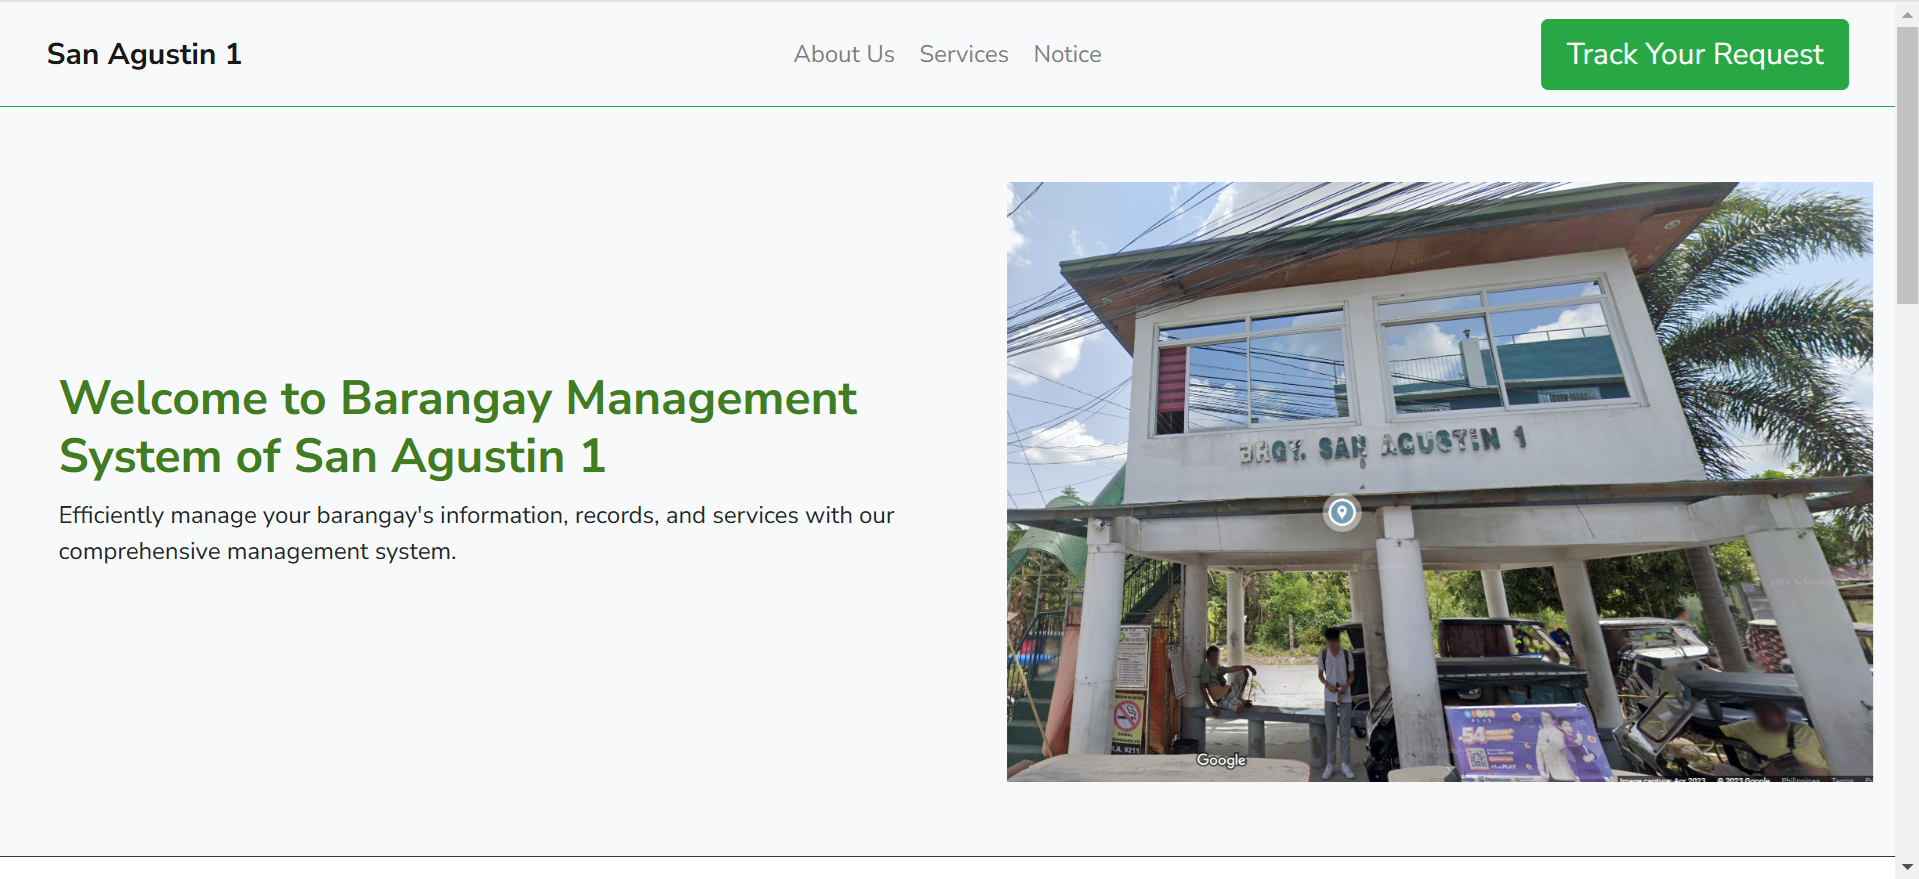 San Agustin 1
About Us Services Notice
Track Your Request
Welcome to Barangay Management
System of San Agustin 1
Efficiently manage your barangay's information, records, and services with our
comprehensive management system.
BRGY. SAN AGUSTIN 1
R.A. 9211
54
Google
Image capture: Apr 2023 © 2023 Google Philippines Terms